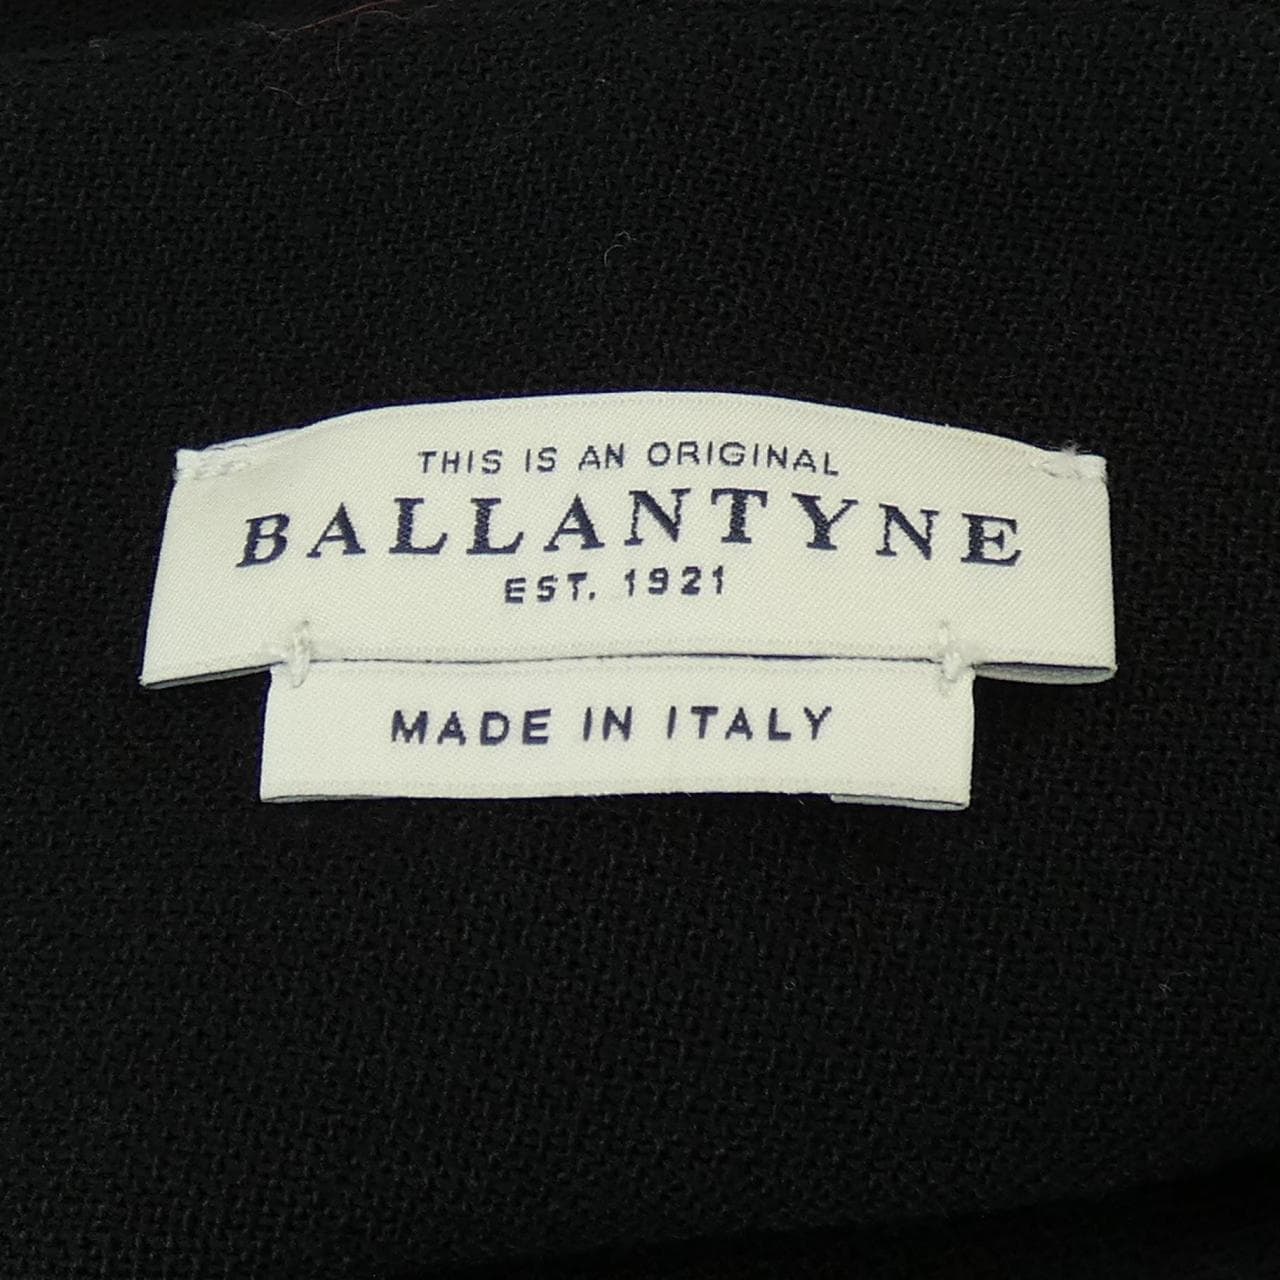 THIS IS AN ORIGINAL
BALLANTYNE
EST. 1921
MADE IN ITALY